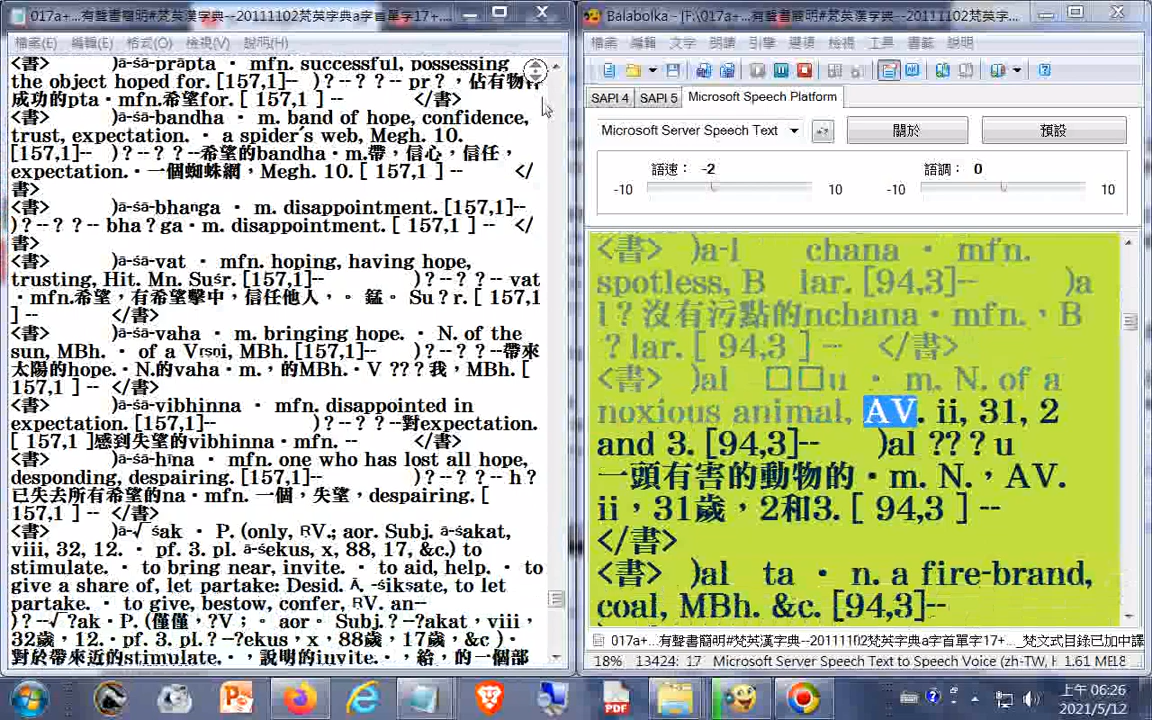 017a+...有聲書簡明#梵英漢字典--20111102梵英字典a字首單字17+...
檔案(E) 編輯(E) 格式(O) 檢視(V) 說明(H)
<書> )ā-śā-prāpta • mfn. successful, possessing
the object hoped for. [157,1]-- )?--??-- pr?，佔有物合
成功的pta・mfn.希望for. [ 157,1 ] -- </書>
<書> )ā-śā-bandha • m. band of hope, confidence,
trust, expectation. • a spider's web, Megh. 10.
[157,1]-- )?--??--希望的bandha・m.帶，信心，信任，
expectation.・一個蜘蛛網，Megh. 10. [ 157,1 ] -- </
書>
<書> )ā-śā-bhaṅga • m. disappointment. [157,1]--
)?--??-- bha?ga・m. disappointment. [ 157,1 ] -- </
書>
<書> )ā-śā-vat • mfn. hoping, having hope,
trusting, Hit. Mn. Suśr. [157,1]-- )?--??-- vat
・mfn.希望，有希望擊中，信任他人，。錳。Su?r. [ 157,1
] -- </書>
<書> )ā-śā-vaha • m. bringing hope. • N. of the
sun, MBh. • of a Vṛṣṇi, MBh. [157,1]-- )?--??--帶來
太陽的hope.・N.的vaha・m.，的MBh.・V ???我，MBh. [
157,1 ] -- </書>
<書> )ā-śā-vibhinna • mfn. disappointed in
expectation. [157,1]-- )?--??--對expectation.
[ 157,1 ]感到失望的vibhinna・mfn. -- </書>
<書> )ā-śā-hīna • mfn. one who has lost all hope,
desponding, despairing. [157,1]-- )?--??-- h?
已失去所有希望的na・mfn. 一個，失望，despairing. [
157,1 ] -- </書>
<書> )ā-√ śak • P. (only, RV.; aor. Subj. ā-śakat,
viii, 32, 12. • pf. 3. pl. ā-śekus, x, 88, 17, &c.) to
stimulate. • to bring near, invite. • to aid, help. • to
give a share of, let partake: Desid. Ā. -śikṣate, to let
partake. • to give, bestow, confer, RV. an--
)?--√?ak・P. (僅僅，?V；。 aor. Subj.?--?akat，viii，
32歲，12.・pf. 3. pl.?--?ekus，x，88歲，17歲，&c )・
對於帶來近的stimulate.・，說明的invite.・，給，的一個部
Balabolka - [F:\017a+...有聲書簡明#梵英漢字典--20111102梵英字...
檔案 編輯 文字 朗讀 引擎 選項 檢視 工具 書籤 說明
SAPI 4 SAPI 5 Microsoft Speech Platform
Microsoft Server Speech Text 關於 預設
語速： -2 語調： 0
-10 10 -10 10
<書> )a-l chana • mfn.
spotless, B lar. [94,3]-- )a
l?沒有污點的nchana・mfn.，B
?lar. [ 94,3 ] -- </書>
<書> )al □□u • m. N. of a
noxious animal, AV. ii, 31, 2
and 3. [94,3]-- )al ???u
一頭有害的動物的・m. N.，AV.
ii，31歲，2和3. [ 94,3 ] --
</書>
<書> )al ta • n. a fire-brand,
coal, MBh. &c. [94,3]--
017a+...有聲書簡明#梵英漢字典--20111102梵英字典a字首單字17+..._梵文式目錄已加中譯
18% 13424: 17 Microsoft Server Speech Text to Speech Voice (zh-TW, H 1.61 MB
上午 06:26
2021/5/12